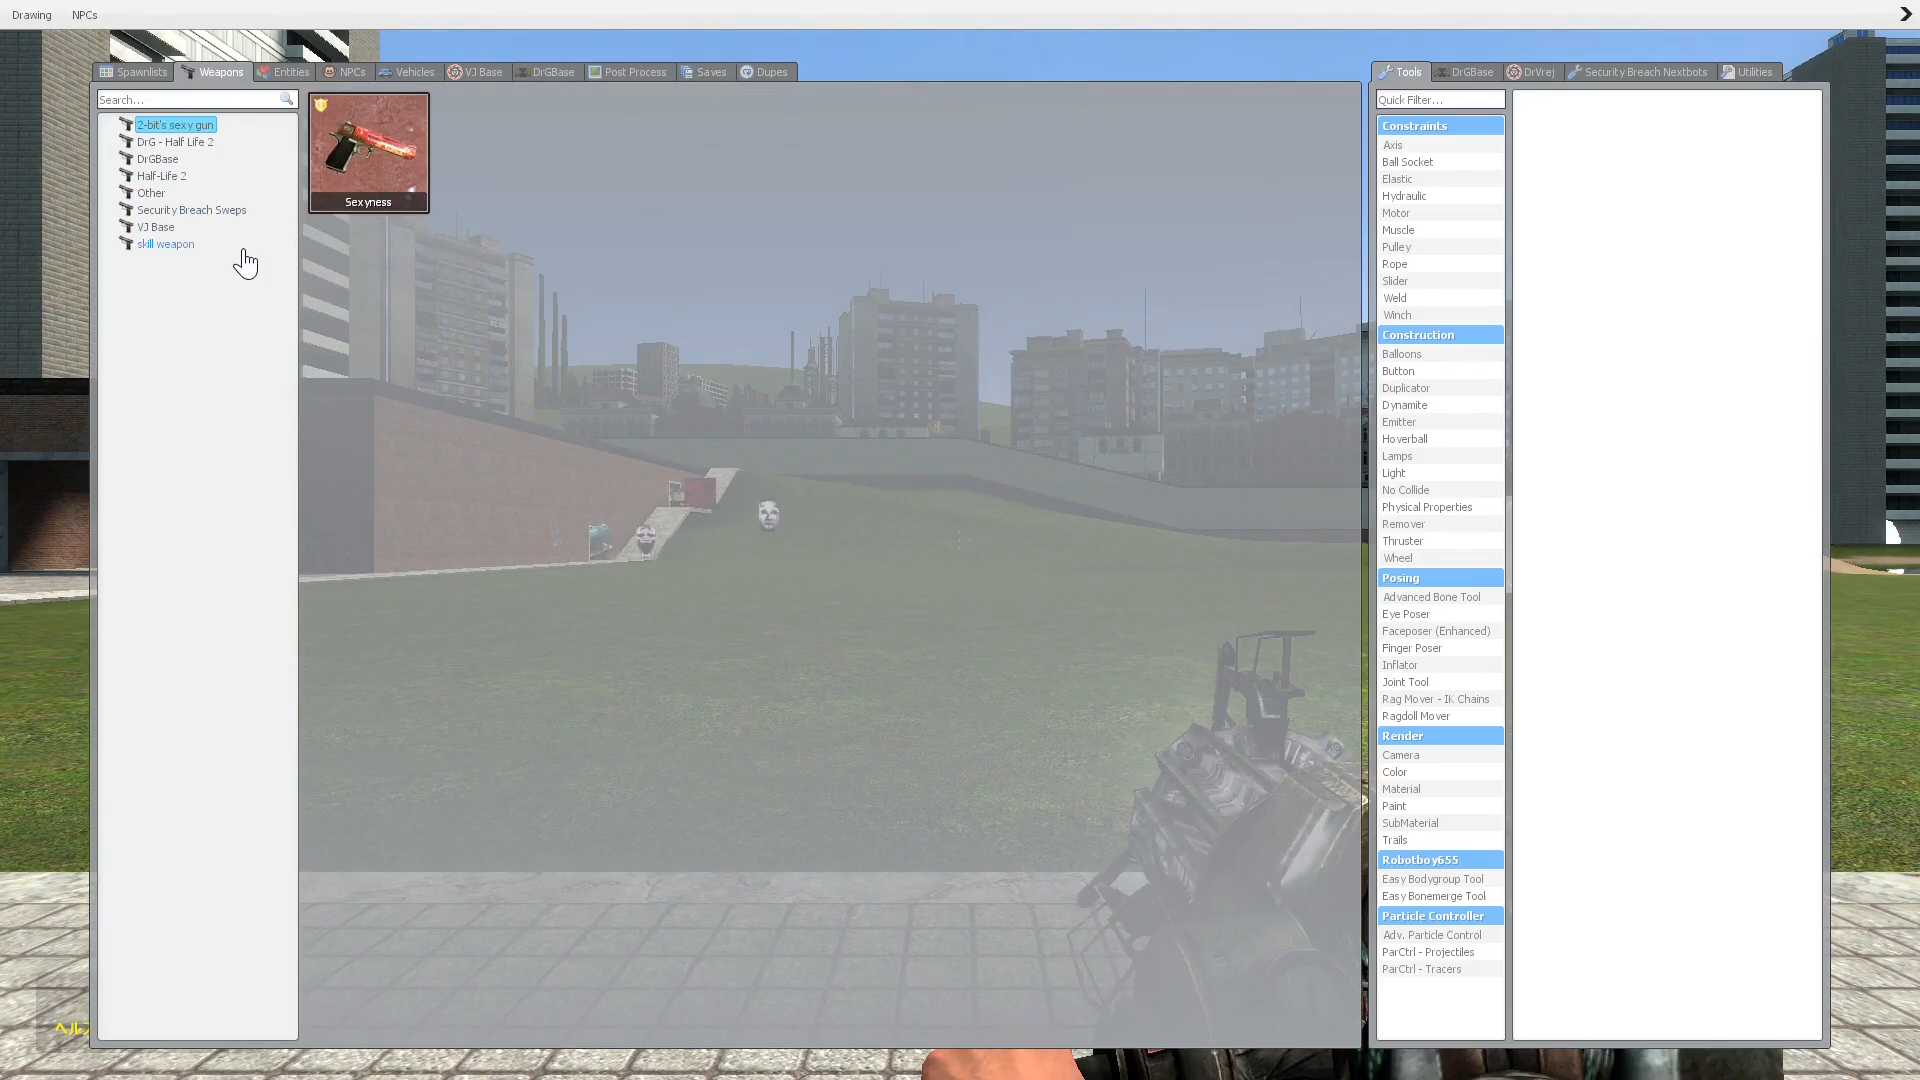 Drawing NPCs
Spawnlists Weapons Entities NPCs Vehicles VJ Base DrGBase Post Process Saves Dupes
Tools DrGBase DrVrej Security Breach Nextbots Utilities
Search...
2-bit's sexy gun
DrG - Half Life 2
DrGBase
Half-Life 2
Other
Security Breach Sweps
VJ Base
skill weapon
Sexyness
Quick Filter...
Constraints
Axis
Ball Socket
Elastic
Hydraulic
Motor
Muscle
Pulley
Rope
Slider
Weld
Winch
Construction
Balloons
Button
Duplicator
Dynamite
Emitter
Hoverball
Lamps
Light
No Collide
Physical Properties
Remover
Thruster
Wheel
Posing
Advanced Bone Tool
Eye Poser
Faceposer (Enhanced)
Finger Poser
Inflator
Joint Tool
Rag Mover - IK Chains
Ragdoll Mover
Render
Camera
Color
Material
Paint
SubMaterial
Trails
Robotboy655
Easy Bodygroup Tool
Easy Bonemerge Tool
Particle Controller
Adv. Particle Control
ParCtrl - Projectiles
ParCtrl - Tracers